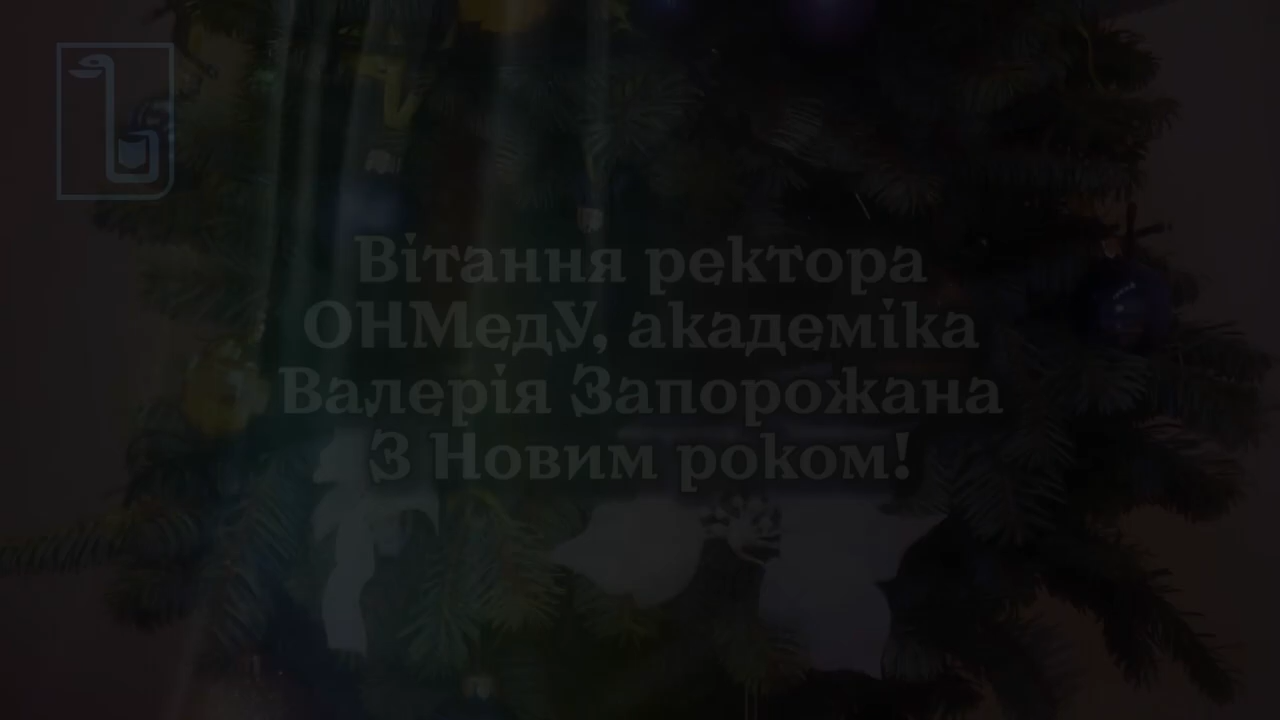 Вітання ректора
ОНМедУ, академіка
Валерія Запорожана
З Новим роком!